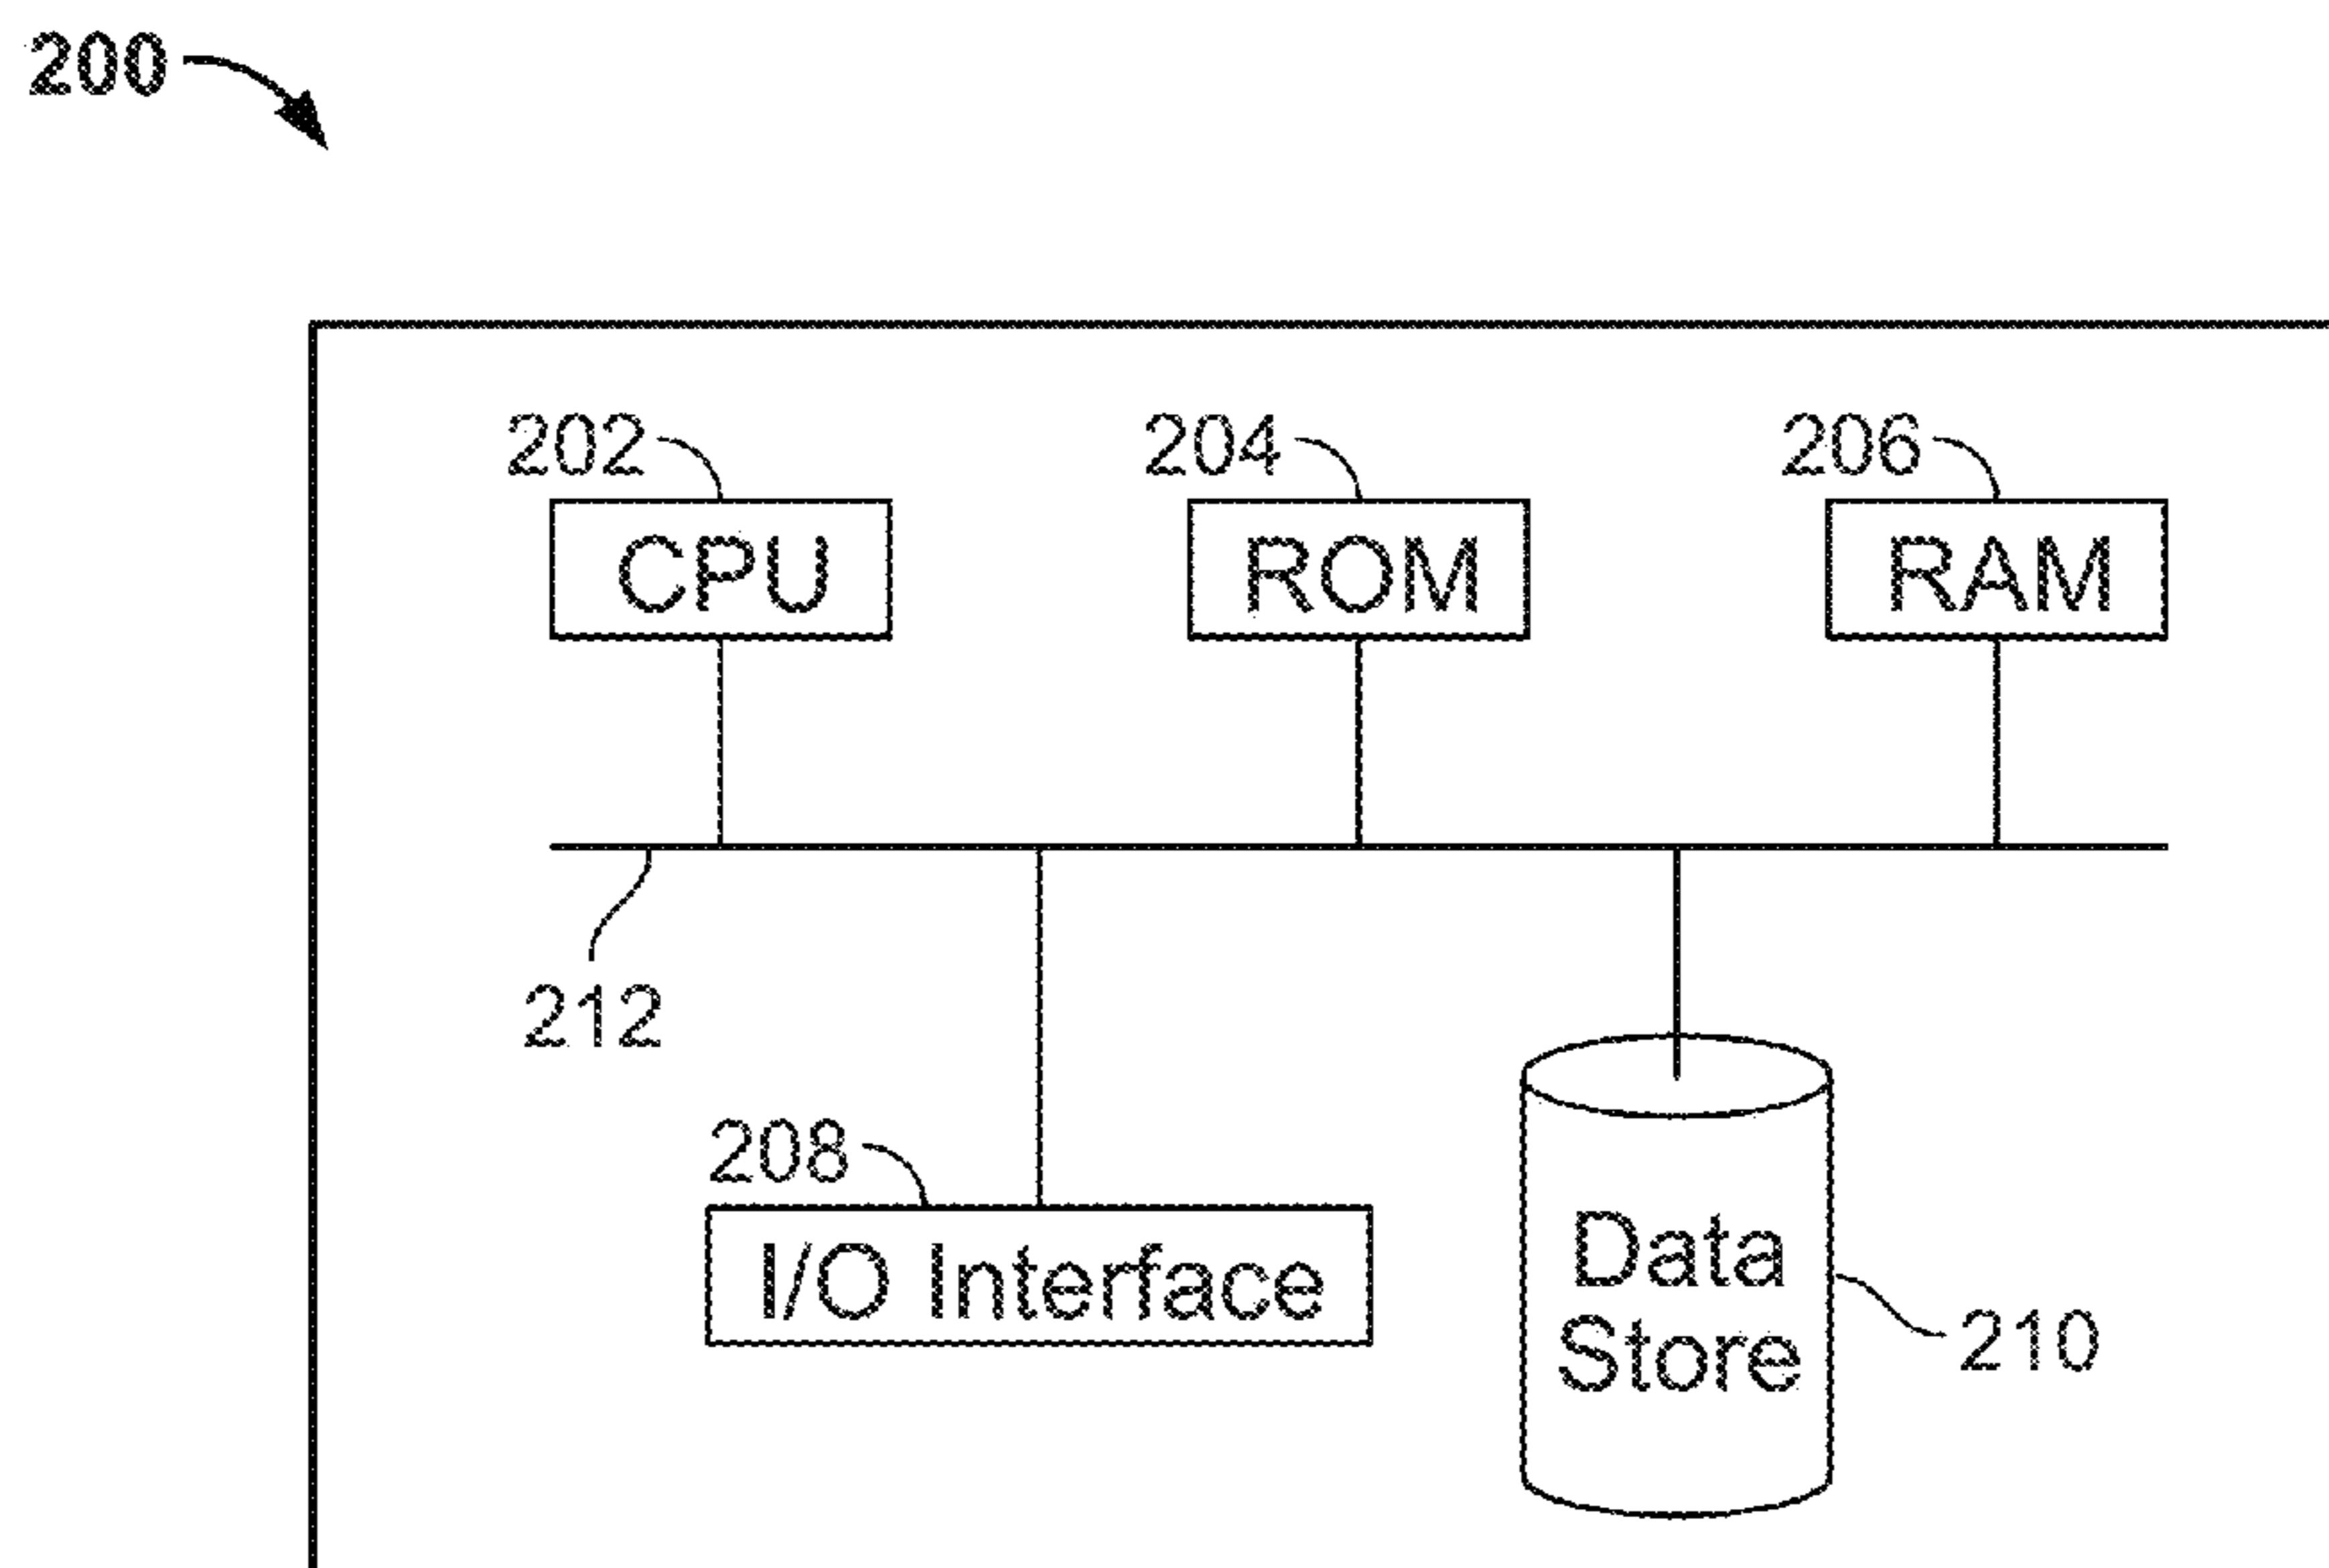 200
202
204
206
CPU
ROM
RAM
212
208
I/O Interface
Data
Store
210